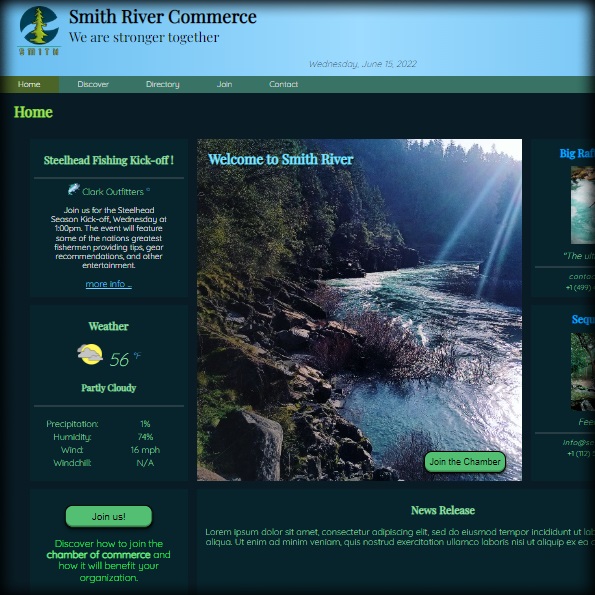 Smith River Commerce
We are stronger together
SMITH
Wednesday, June 15, 2022
Home Discover Directory Join Contact
Home
Steelhead Fishing Kick-off !
Clark Outfitters °
Join us for the Steelhead
Season Kick-off, Wednesday at
1:00pm. The event will feature
some of the nations greatest
fishermen providing tips, gear
recommendations, and other
entertainment.
more info ...
Weather
56 °F
Partly Cloudy
Precipitation: 1%
Humidity: 74%
Wind: 16 mph
Windchill: N/A
Join us!
Discover how to join the
chamber of commerce and
how it will benefit your
organization.
Welcome to Smith River
Join the Chamber
News Release
Lorem ipsum dolor sit amet, consectetur adipiscing elit, sed do eiusmod tempor incididunt ut lab
aliqua. Ut enim ad minim veniam, quis nostrud exercitation ullamco laboris nisi ut aliquip ex ea c
Big Raf
"The ult
contac
+1 (499)
Sequ
Fee
info@se
+1 (112) 5